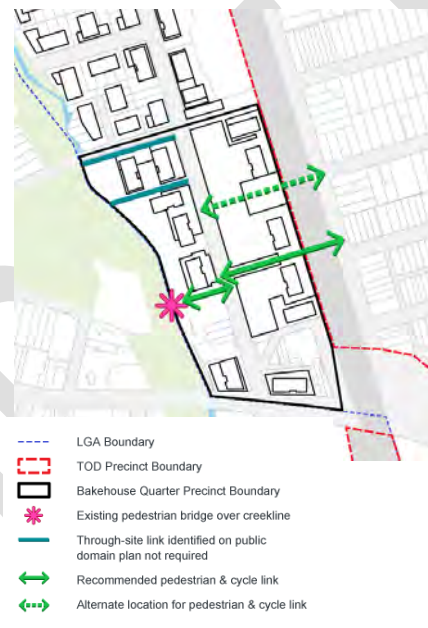 LGA Boundary
TOD Precinct Boundary
Bakehouse Quarter Precinct Boundary
Existing pedestrian bridge over creekline
Through-site link identified on public
domain plan not required
Recommended pedestrian & cycle link
Alternate location for pedestrian & cycle link